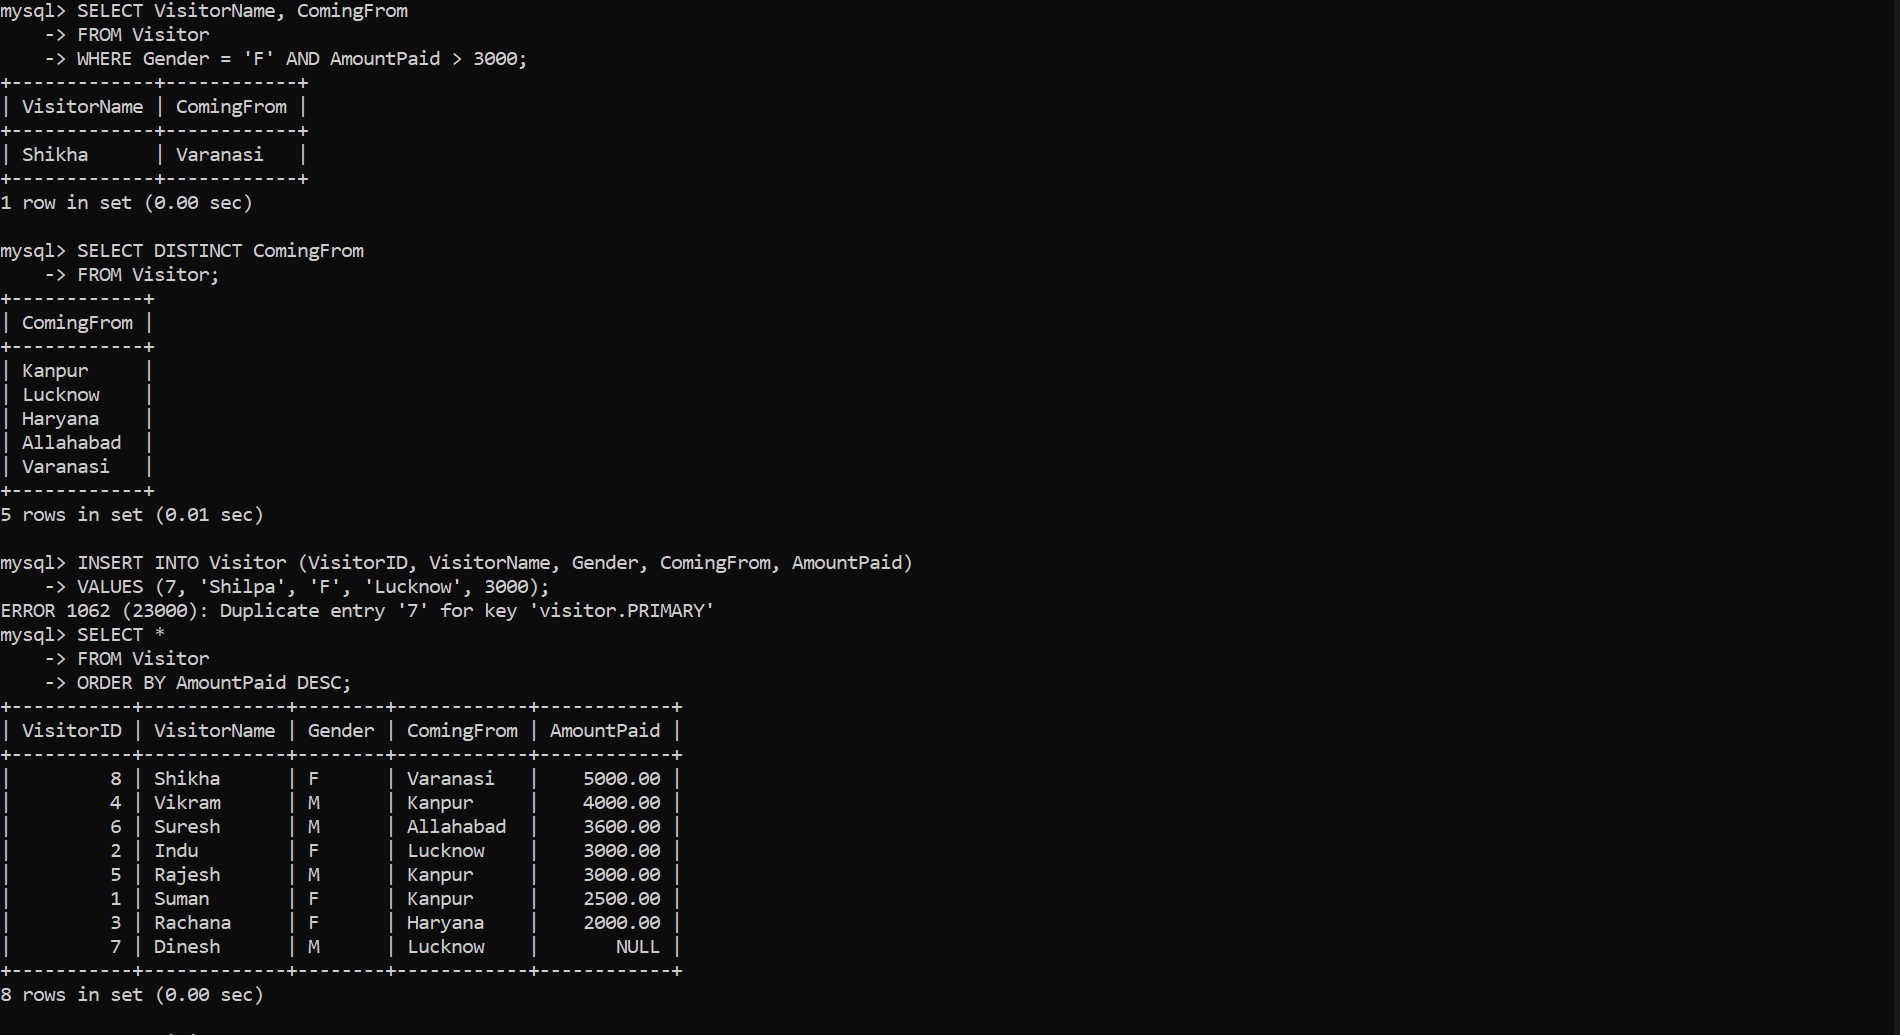 mysql> SELECT VisitorName, ComingFrom
    -> FROM Visitor
    -> WHERE Gender = 'F' AND AmountPaid > 3000;
+-------------+------------+
| VisitorName | ComingFrom |
+-------------+------------+
| Shikha      | Varanasi   |
+-------------+------------+
1 row in set (0.00 sec)

mysql> SELECT DISTINCT ComingFrom
    -> FROM Visitor;
+------------+
| ComingFrom |
+------------+
| Kanpur     |
| Lucknow    |
| Haryana    |
| Allahabad  |
| Varanasi   |
+------------+
5 rows in set (0.01 sec)

mysql> INSERT INTO Visitor (VisitorID, VisitorName, Gender, ComingFrom, AmountPaid)
    -> VALUES (7, 'Shilpa', 'F', 'Lucknow', 3000);
ERROR 1062 (23000): Duplicate entry '7' for key 'visitor.PRIMARY'
mysql> SELECT *
    -> FROM Visitor
    -> ORDER BY AmountPaid DESC;
+-----------+-------------+--------+------------+------------+
| VisitorID | VisitorName | Gender | ComingFrom | AmountPaid |
+-----------+-------------+--------+------------+------------+
|         8 | Shikha      | F      | Varanasi   |    5000.00 |
|         4 | Vikram      | M      | Kanpur     |    4000.00 |
|         6 | Suresh      | M      | Allahabad  |    3600.00 |
|         2 | Indu        | F      | Lucknow    |    3000.00 |
|         5 | Rajesh      | M      | Kanpur     |    3000.00 |
|         1 | Suman       | F      | Kanpur     |    2500.00 |
|         3 | Rachana     | F      | Haryana    |    2000.00 |
|         7 | Dinesh      | M      | Lucknow    |       NULL |
+-----------+-------------+--------+------------+------------+
8 rows in set (0.00 sec)